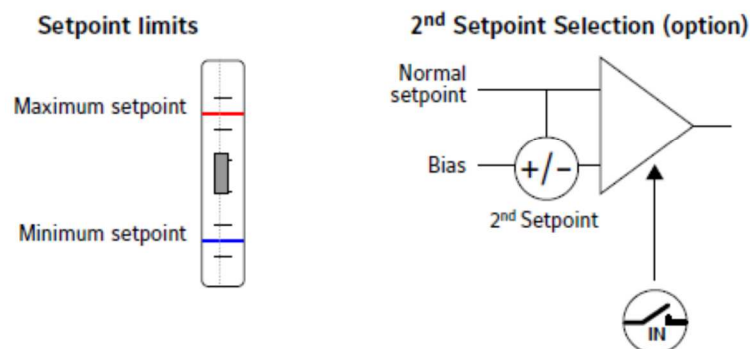 Setpoint limits
Maximum setpoint
Minimum setpoint
2nd Setpoint Selection (option)
Normal
setpoint
Bias
+/-
2nd Setpoint
IN